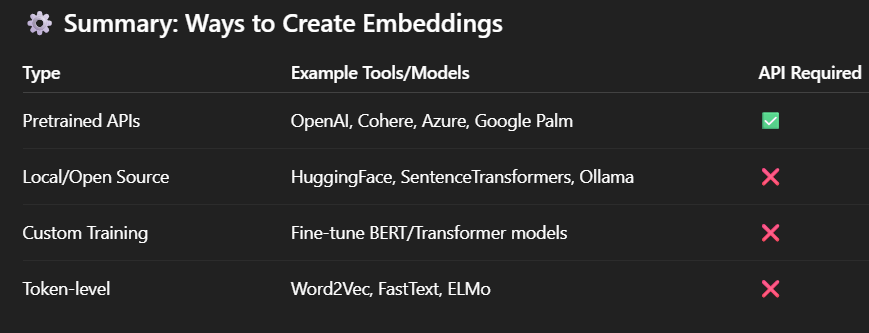 ⚙️ Summary: Ways to Create Embeddings
Type Example Tools/Models API Required
Pretrained APIs OpenAI, Cohere, Azure, Google Palm ✅
Local/Open Source HuggingFace, SentenceTransformers, Ollama ❌
Custom Training Fine-tune BERT/Transformer models ❌
Token-level Word2Vec, FastText, ELMo ❌